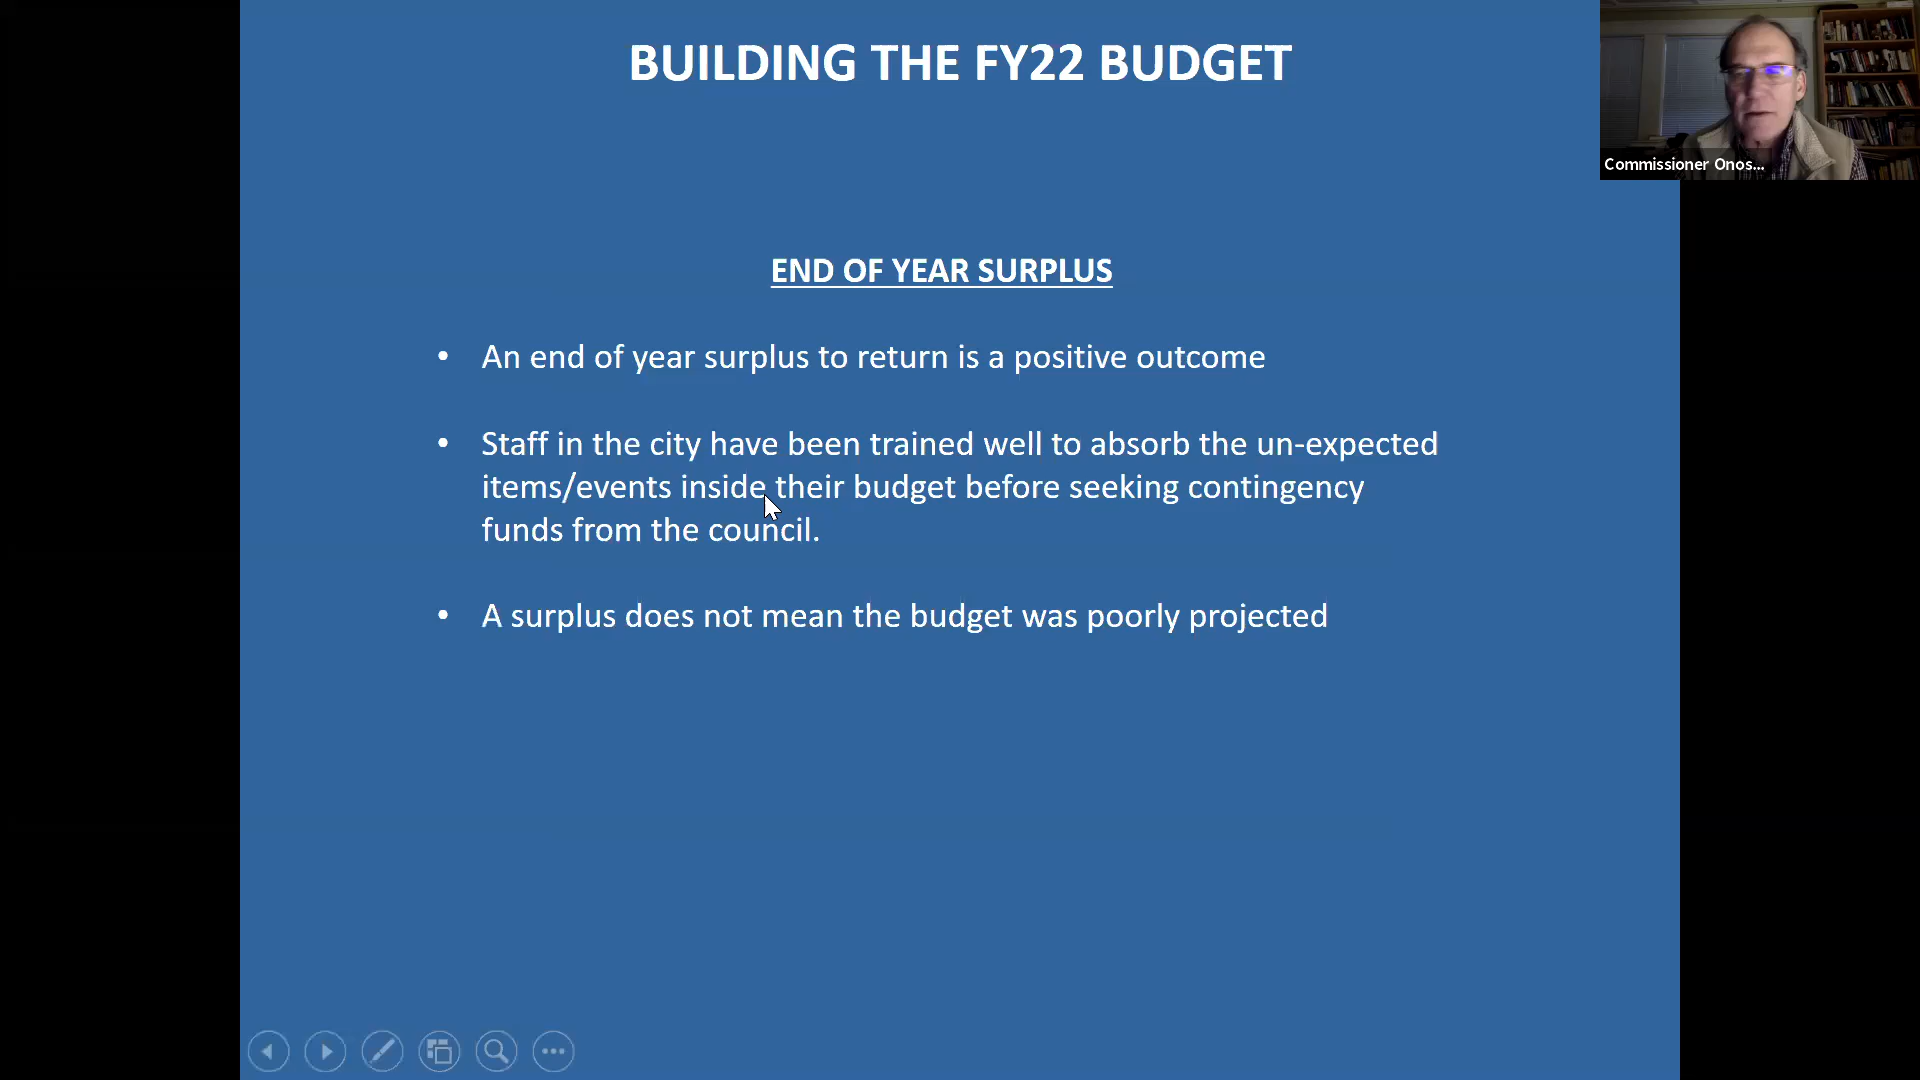 BUILDING THE FY22 BUDGET
Commissioner Onos...
END OF YEAR SURPLUS
• An end of year surplus to return is a positive outcome
• Staff in the city have been trained well to absorb the un-expected
items/events inside their budget before seeking contingency
funds from the council.
• A surplus does not mean the budget was poorly projected